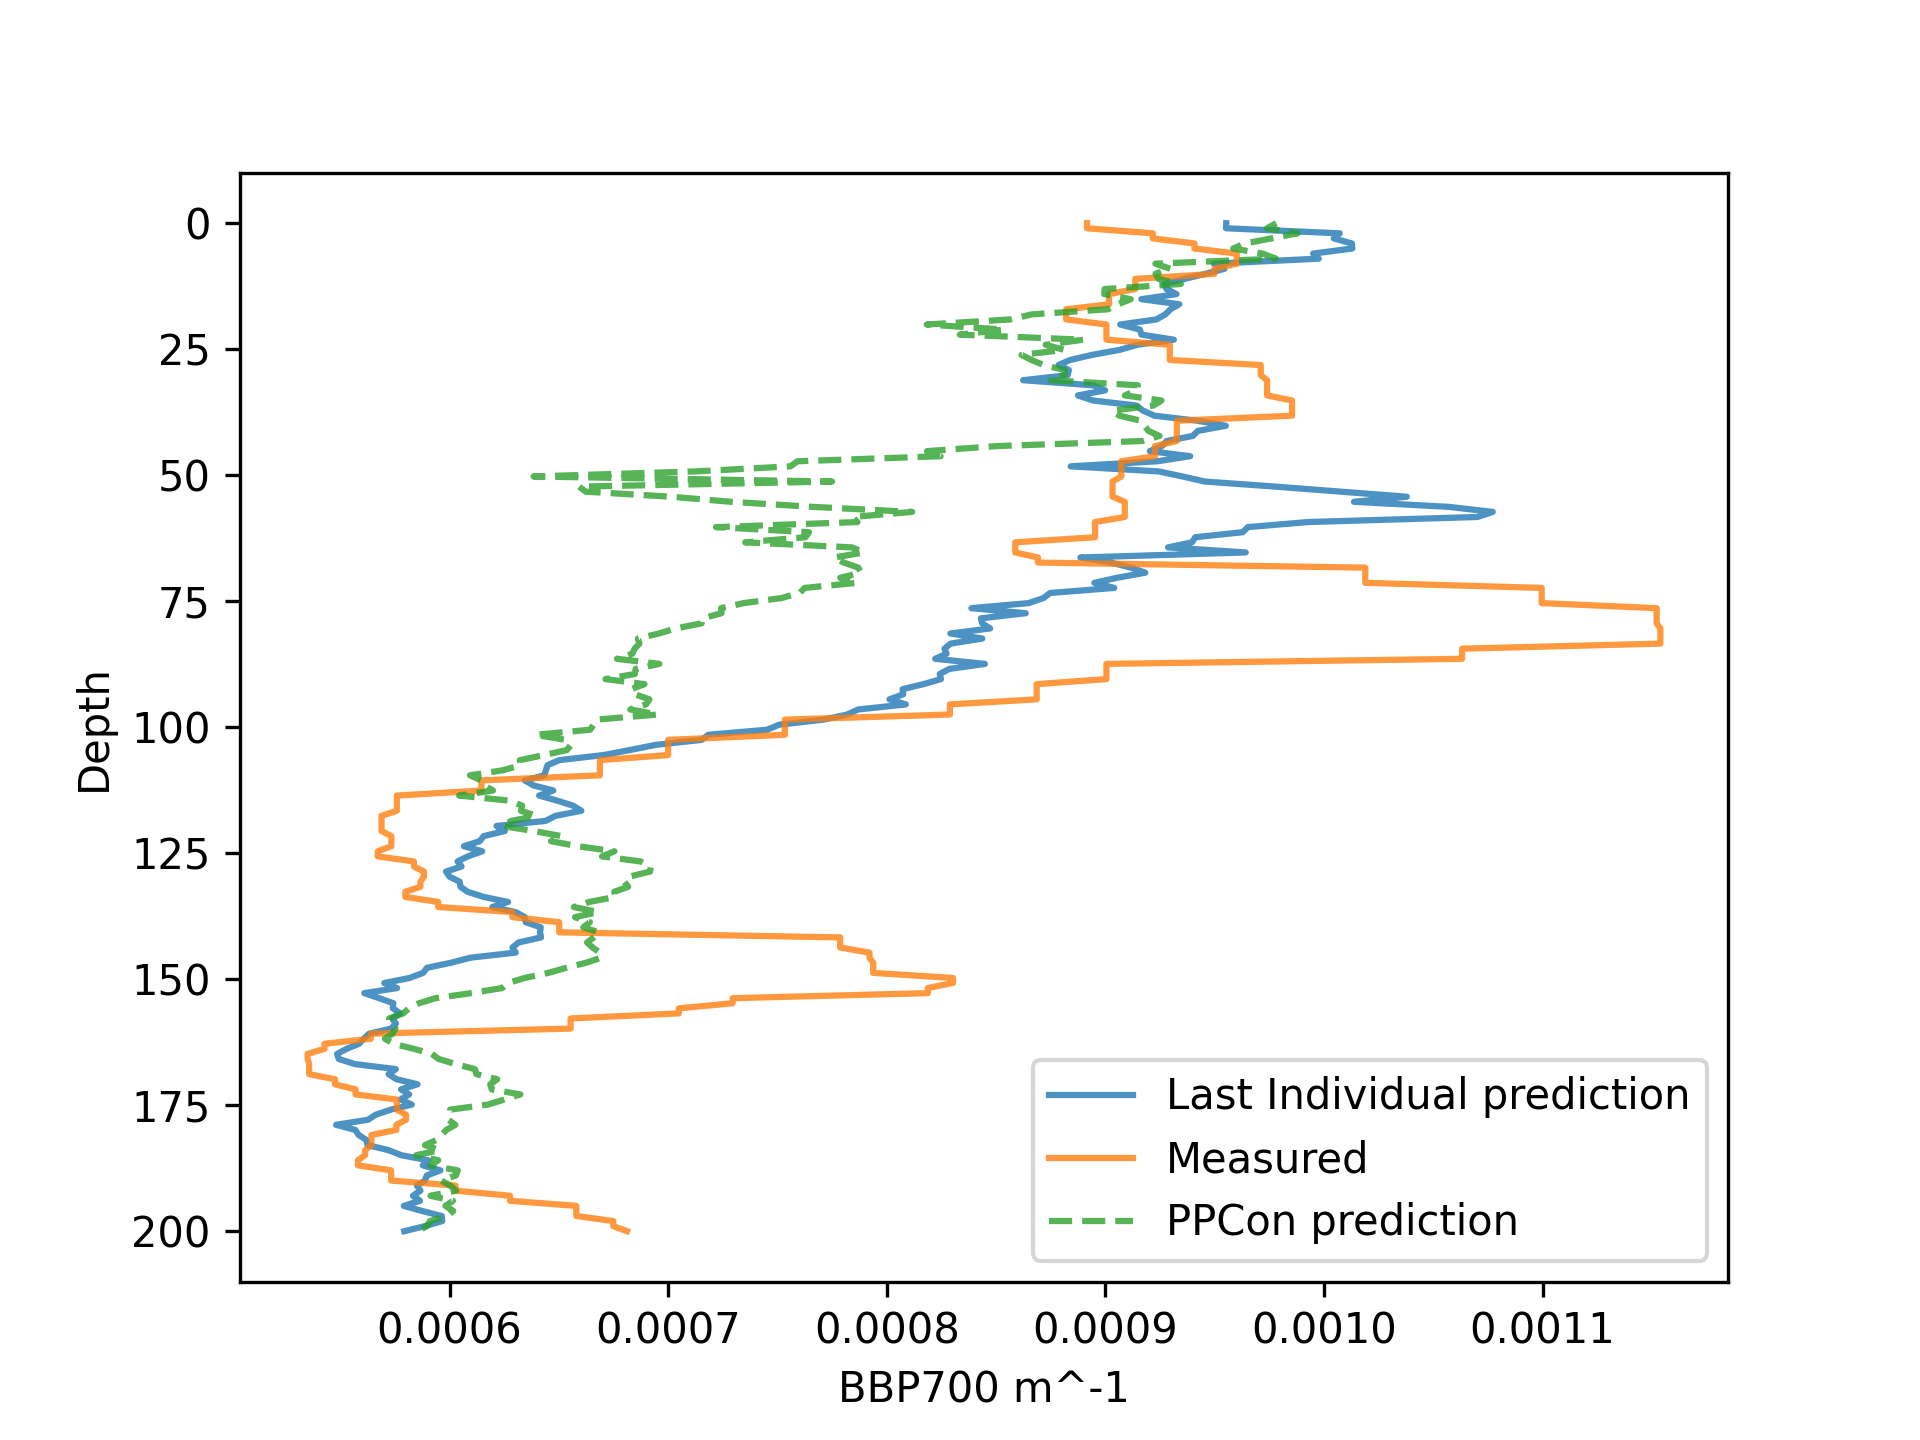 0
25
50
75
100
125
150
175
200
Depth
0.0006 0.0007 0.0008 0.0009 0.0010 0.0011
BBP700 m^-1
Last Individual prediction
Measured
PPCon prediction